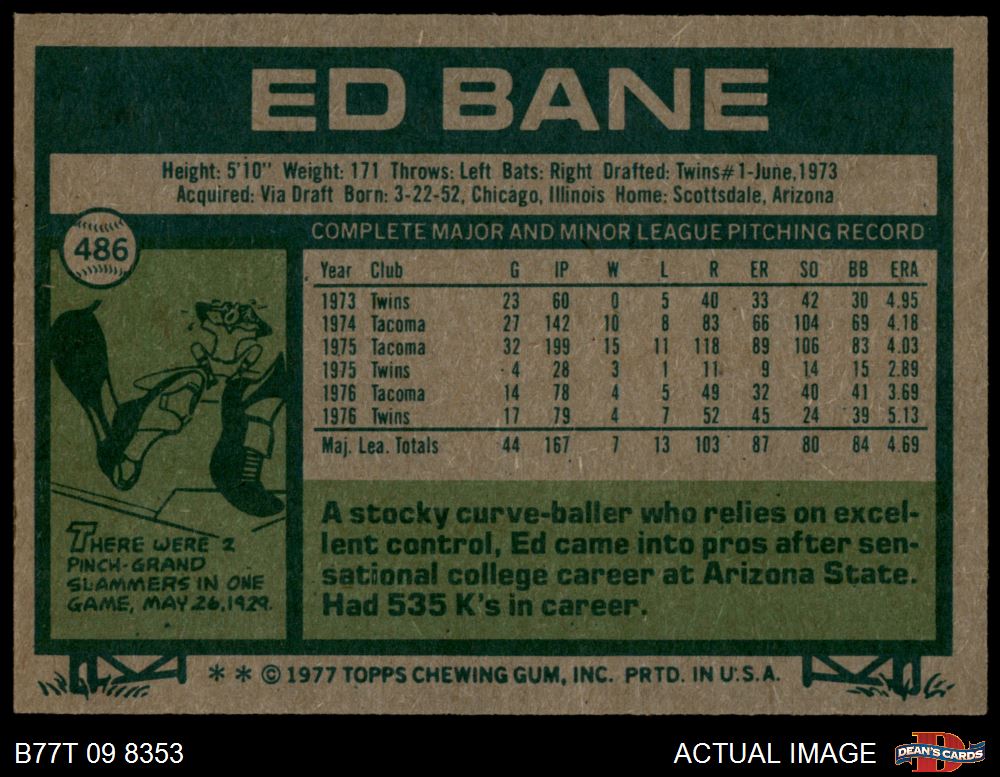 ED BANE
Height: 5'10" Weight: 171 Throws: Left Bats: Right Drafted: Twins#1-June,1973
Acquired: Via Draft Born: 3-22-52, Chicago, Illinois Home: Scottsdale, Arizona
486
COMPLETE MAJOR AND MINOR LEAGUE PITCHING RECORD
Year Club G IP W L R ER SO BB ERA
1973 Twins 23 60 0 5 40 33 42 30 4.95
1974 Tacoma 27 142 10 8 83 66 104 69 4.18
1975 Tacoma 32 199 15 11 118 89 106 83 4.03
1975 Twins 4 28 3 1 11 9 14 15 2.89
1976 Tacoma 14 78 4 5 49 32 40 41 3.69
1976 Twins 17 79 4 7 52 45 24 39 5.13
Maj. Lea. Totals 44 167 7 13 103 87 80 84 4.69
A stocky curve-baller who relies on excel-
lent control, Ed came into pros after sen-
sational college career at Arizona State.
Had 535 K's in career.
THERE WERE 2
PINCH-GRAND
SLAMMERS IN ONE
GAME, MAY 26,1929.
* * © 1977 TOPPS CHEWING GUM, INC. PRTD. IN U.S.A.
B77T 09 8353
ACTUAL IMAGE
D
DEAN'S CARDS